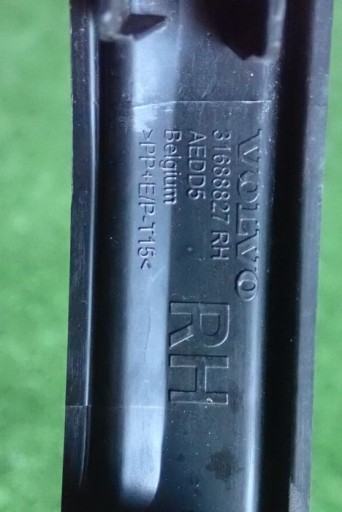 VOLVO
31688827 RH
AEDD5
Belgium
>PP+E/P-T15<
RH